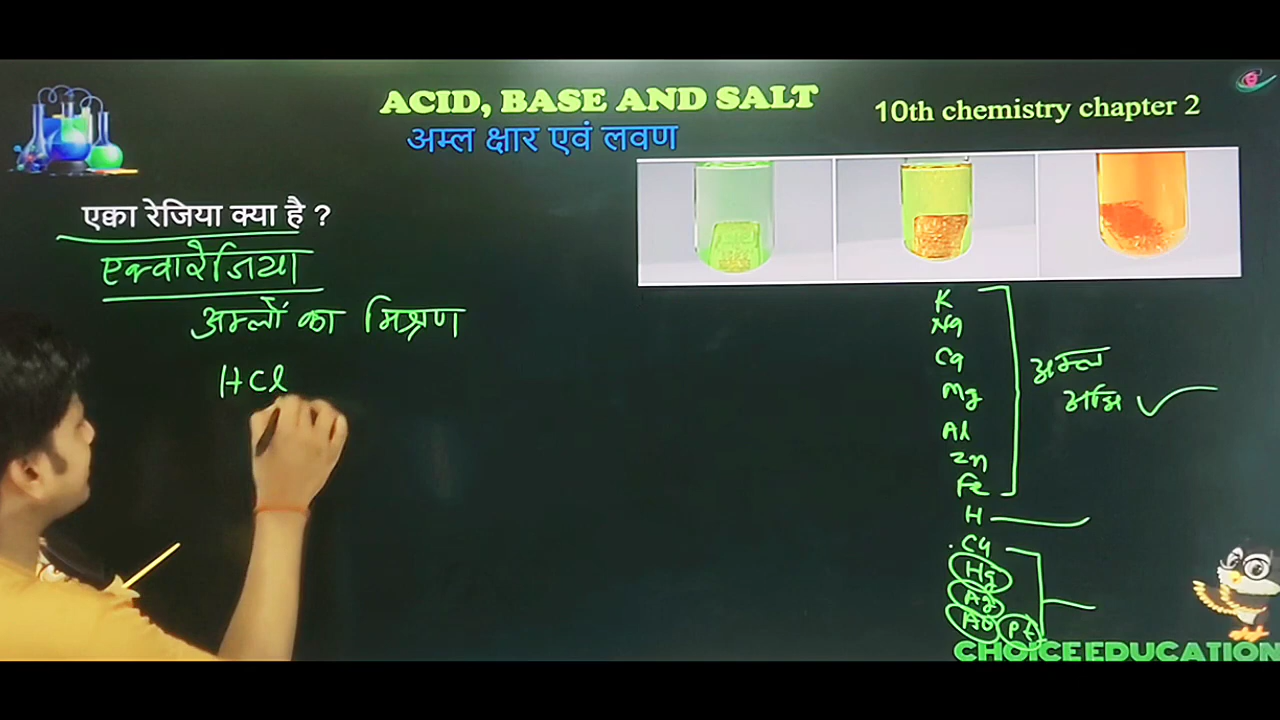 ACID, BASE AND SALT
अम्ल क्षार एवं लवण
10th chemistry chapter 2
एक्वा रेजिया क्या है ?
एक्वारेजिया
अम्लों का मिश्रण
HCl
K
Na
Ca
Mg
Al
Zn
Fe
अम्ल
H
Cu
Hg
Ag
Au Pt
CHOICE EDUCATION